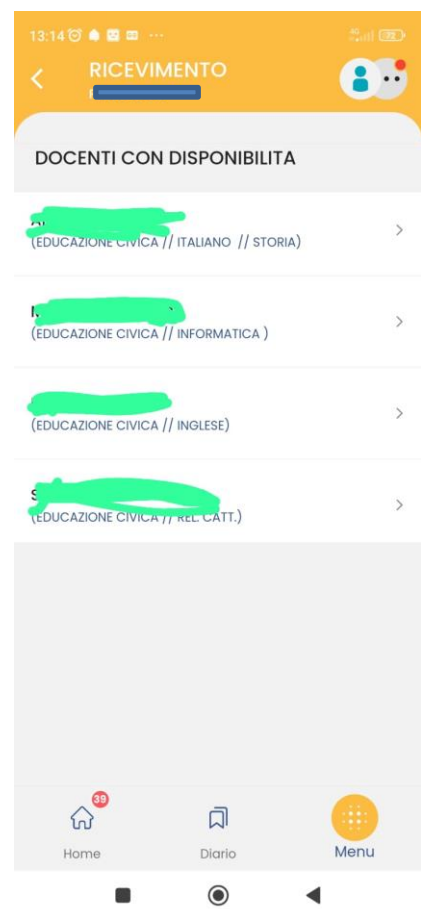 13:14
72
RICEVIMENTO
DOCENTI CON DISPONIBILITA
(EDUCAZIONE CIVICA // ITALIANO // STORIA)
(EDUCAZIONE CIVICA // INFORMATICA )
(EDUCAZIONE CIVICA // INGLESE)
(EDUCAZIONE CIVICA // REL. CATT.)
39
Home Diario Menu